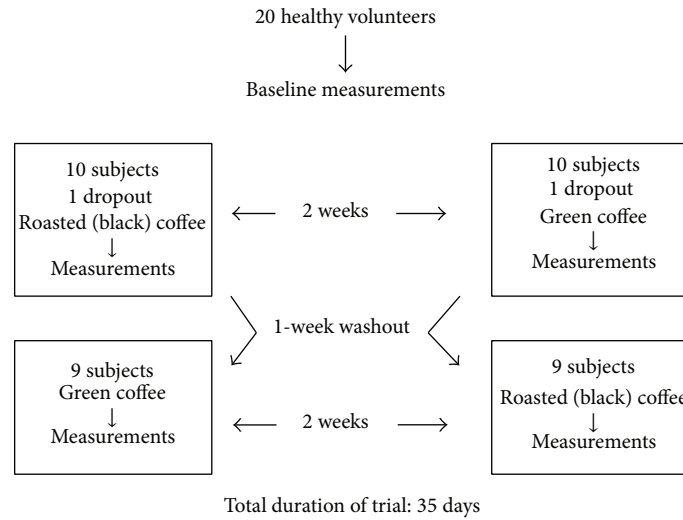 20 healthy volunteers
Baseline measurements
10 subjects
1 dropout
Roasted (black) coffee
Measurements
2 weeks
10 subjects
1 dropout
Green coffee
Measurements
1-week washout
9 subjects
Green coffee
Measurements
2 weeks
9 subjects
Roasted (black) coffee
Measurements
Total duration of trial: 35 days